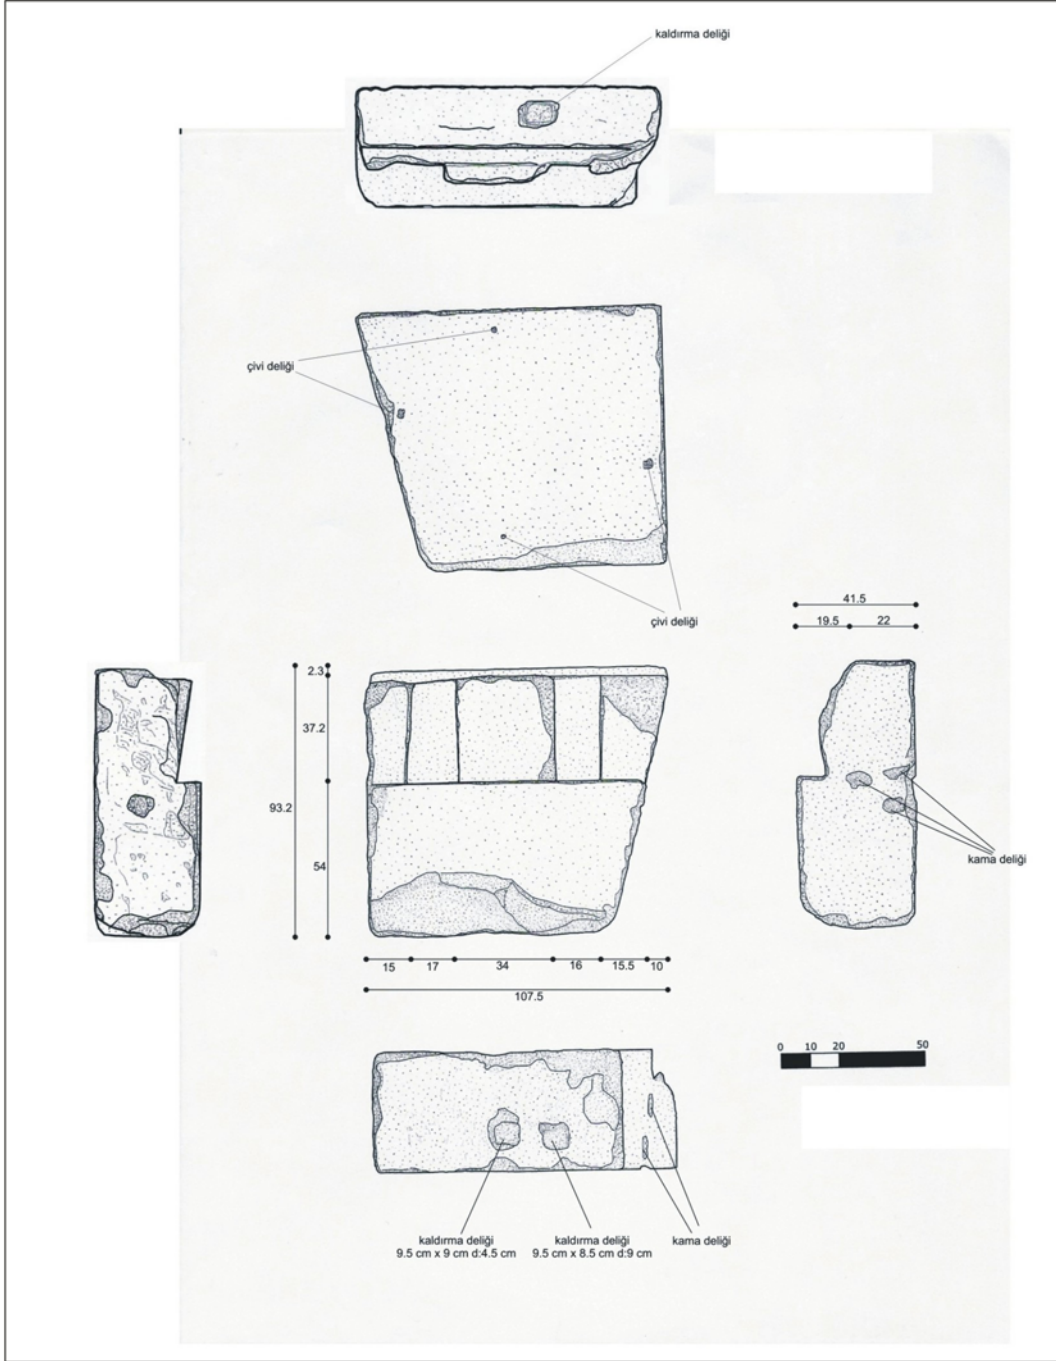 kaldırma deliği
çivi deliği
çivi deliği
41.5
19.5 22
2.3
37.2
93.2
54
kama deliği
15 17 34 16 15.5 10
107.5
0 10 20 50
kaldırma deliği kaldırma deliği kama deliği
9.5 cm x 9 cm d:4.5 cm 9.5 cm x 8.5 cm d:9 cm